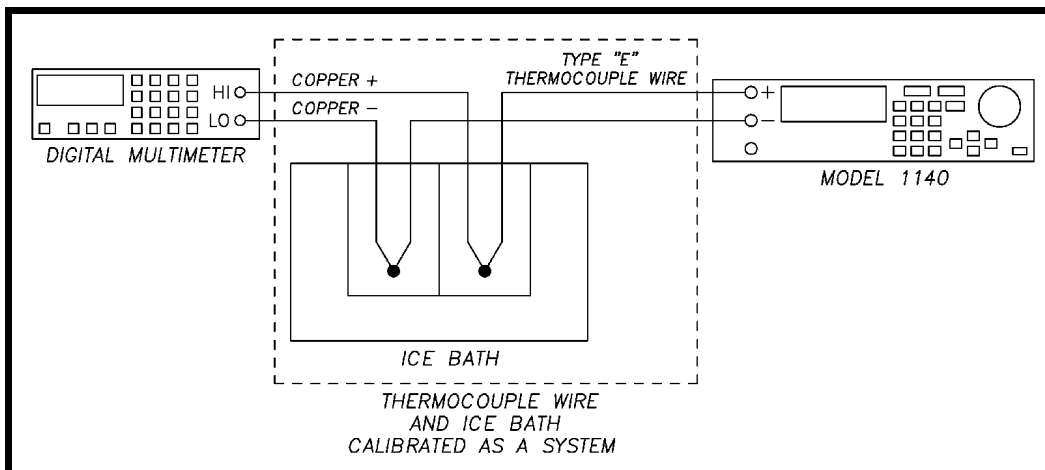 TYPE "E"
THERMOCOUPLE WIRE
COPPER +
COPPER −
HI
LO
+
−
DIGITAL MULTIMETER
MODEL 1140
ICE BATH
THERMOCOUPLE WIRE
AND ICE BATH
CALIBRATED AS A SYSTEM